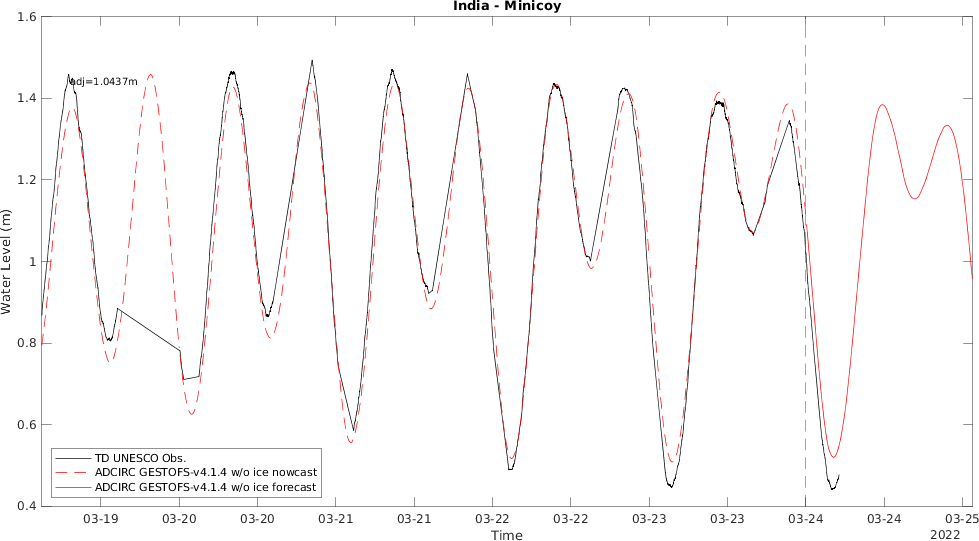 India - Minicoy
1.6
1.4
1.2
1
0.8
0.6
0.4
Water Level (m)
adj=1.0437m
TD UNESCO Obs.
ADCIRC GESTOFS-v4.1.4 w/o ice nowcast
ADCIRC GESTOFS-v4.1.4 w/o ice forecast
03-19 03-20 03-20 03-21 03-21 03-22 03-22 03-23 03-23 03-24 03-24 03-25
Time
2022